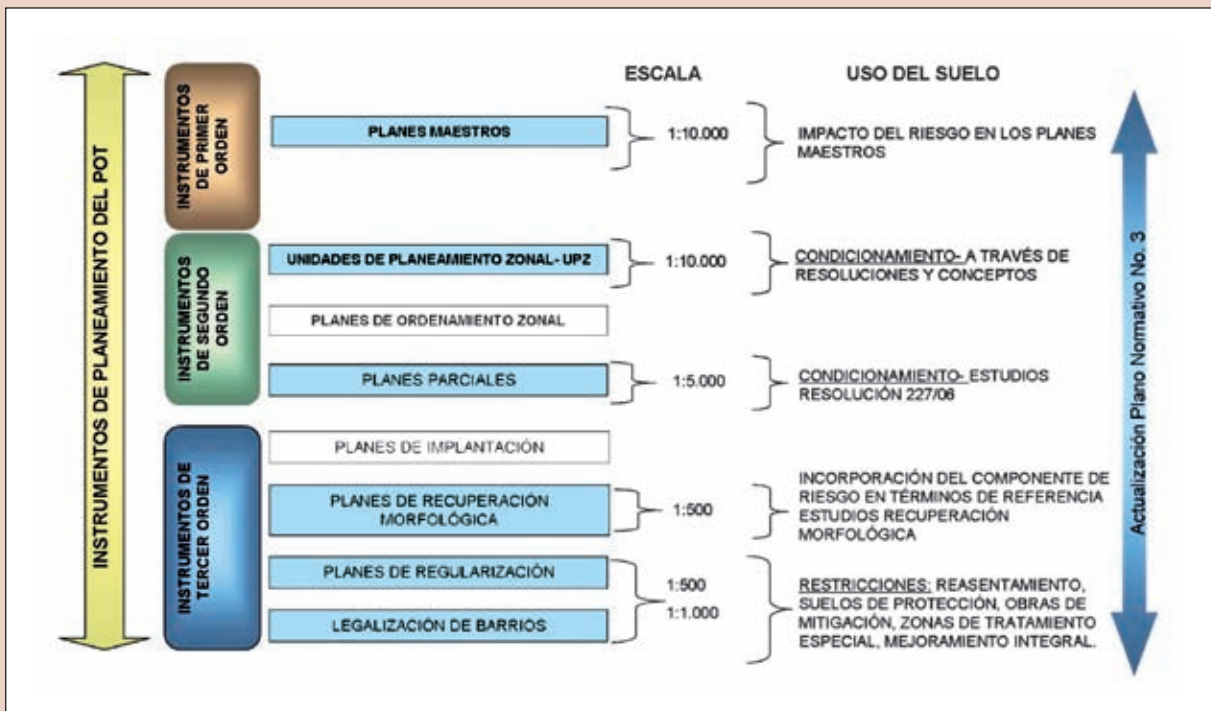 INSTRUMENTOS DE PLANEAMIENTO DEL POT
ESCALA
USO DEL SUELO
INSTRUMENTOS
DE PRIMER
ORDEN
PLANES MAESTROS
1:10.000
IMPACTO DEL RIESGO EN LOS PLANES
MAESTROS
INSTRUMENTOS
DE SEGUNDO
ORDEN
UNIDADES DE PLANEAMIENTO ZONAL- UPZ
1:10.000
CONDICIONAMIENTO- A TRAVÉS DE
RESOLUCIONES Y CONCEPTOS
PLANES DE ORDENAMIENTO ZONAL
PLANES PARCIALES
1:5.000
CONDICIONAMIENTO- ESTUDIOS
RESOLUCIÓN 227/06
INSTRUMENTOS DE
TERCER ORDEN
PLANES DE IMPLANTACIÓN
PLANES DE RECUPERACIÓN
MORFOLÓGICA
1:500
INCORPORACIÓN DEL COMPONENTE DE
RIESGO EN TÉRMINOS DE REFERENCIA
ESTUDIOS RECUPERACIÓN
MORFOLÓGICA
PLANES DE REGULARIZACIÓN
LEGALIZACIÓN DE BARRIOS
1:500
1:1.000
RESTRICCIONES: REASENTAMIENTO,
SUELOS DE PROTECCIÓN, OBRAS DE
MITIGACIÓN, ZONAS DE TRATAMIENTO
ESPECIAL, MEJORAMIENTO INTEGRAL.
Actualización Plano Normativo No. 3